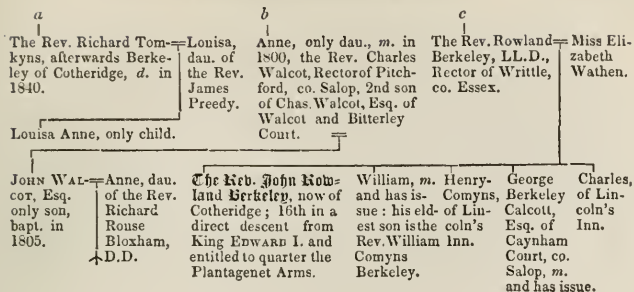 a
The Rev. Richard Tom-
kyns, afterwards Berke-
ley of Cotheridge, d. in
1840.
Louisa,
dau. of
the Rev.
James
Preedy.
b
Anne, only dau., m. in
1800, the Rev. Charles
Walcot, Rector of Pitch-
ford, co. Salop, 2nd son
of Chas. Walcot, Esq. of
Walcot and Bitterley
Court.
c
The Rev. Rowland
Berkeley, LL.D.,
Rector of Writtle,
co. Essex.
Miss Eli-
zabeth
Wathen.
Louisa Anne, only child.
JOHN WAL-
COT, Esq.
only son,
bapt. in
1805.
Anne, dau.
of the Rev.
Richard
Rouse
Bloxham,
D.D.
The Rev. John Row-
land Berkeley, now of
Cotheridge; 16th in a
direct descent from
King EDWARD I. and
entitled to quarter the
Plantagenet Arms.
William, m.
and has is-
sue: his eld-
est son is the
Rev. William
Comyns
Berkeley.
Henry-
Comyns,
of Lin-
coln's
Inn.
George
Berkeley
Calcott,
Esq. of
Caynham
Court, co.
Salop, m.
and has issue.
Charles,
of Lin-
coln's
Inn.